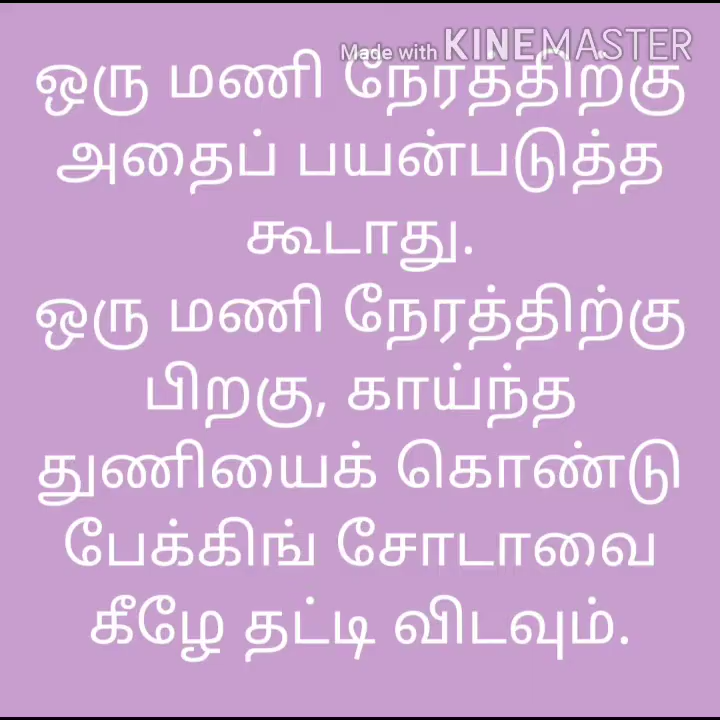 Made with KINEMASTER
ஒரு மணி நேரத்திற்கு
அதைப் பயன்படுத்த
கூடாது.
ஒரு மணி நேரத்திற்கு
பிறகு, காய்ந்த
துணியைக் கொண்டு
பேக்கிங் சோடாவை
கீழே தட்டி விடவும்.